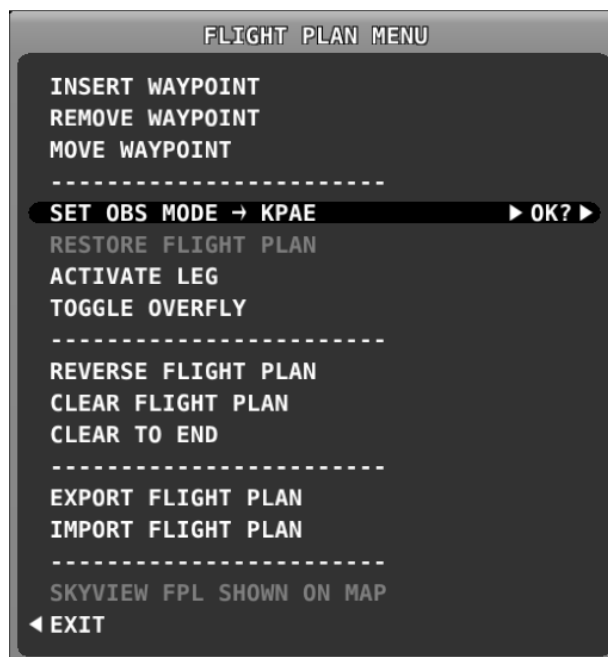 FLIGHT PLAN MENU
INSERT WAYPOINT
REMOVE WAYPOINT
MOVE WAYPOINT
-------------------------
SET OBS MODE → KPAE ▶ OK? ▶
RESTORE FLIGHT PLAN
ACTIVATE LEG
TOGGLE OVERFLY
-------------------------
REVERSE FLIGHT PLAN
CLEAR FLIGHT PLAN
CLEAR TO END
-------------------------
EXPORT FLIGHT PLAN
IMPORT FLIGHT PLAN
-------------------------
SKYVIEW FPL SHOWN ON MAP
◀ EXIT